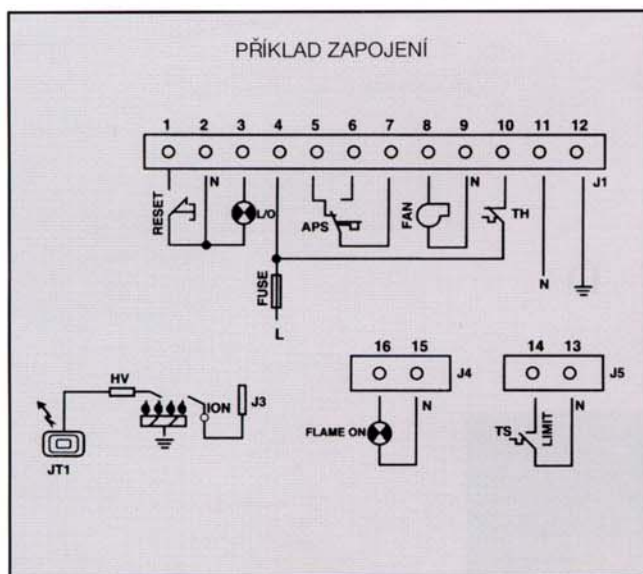 PŘÍKLAD ZAPOJENÍ
1 2 3 4 5 6 7 8 9 10 11 12
N N J1
RESET L/O APS FAN TH
FUSE N
L
16 15 14 13
HV J4 J5
ION J3 N N
FLAME ON TS LIMIT
JT1